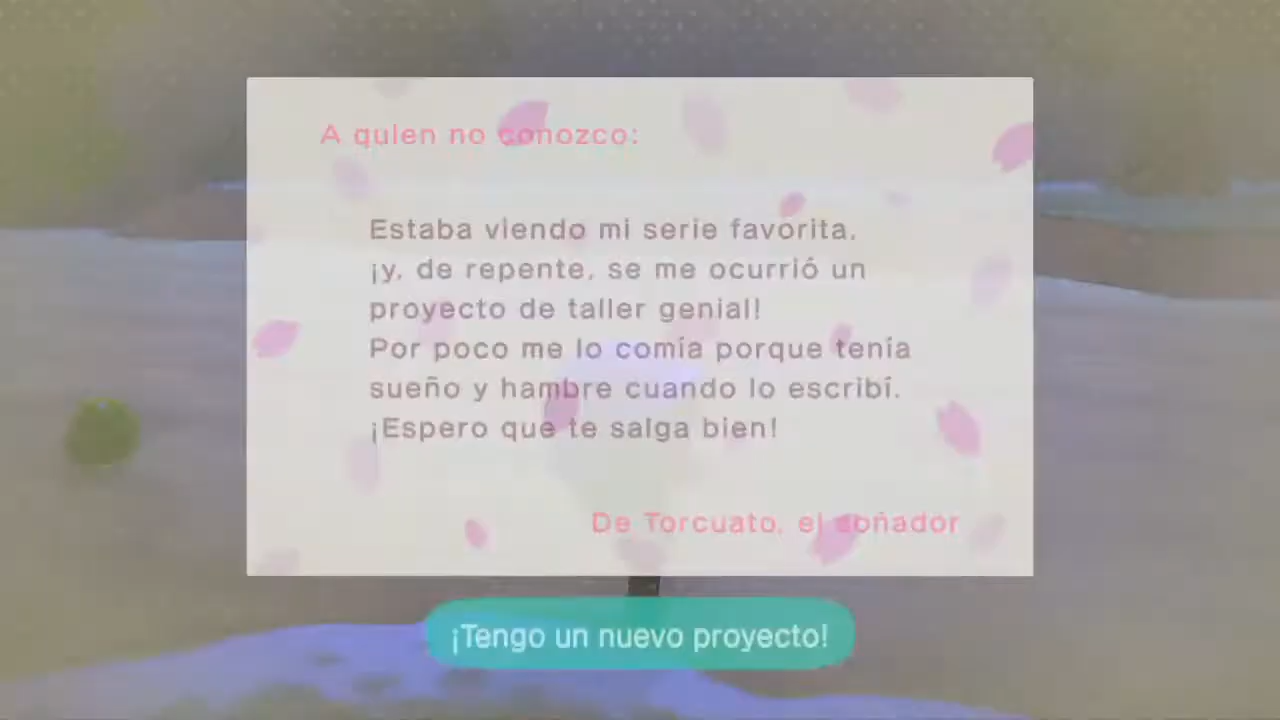 A quien no conozco:
Estaba viendo mi serie favorita,
¡y, de repente, se me ocurrió un
proyecto de taller genial!
Por poco me lo comía porque tenía
sueño y hambre cuando lo escribí.
¡Espero que te salga bien!
De Torcuato, el soñador
¡Tengo un nuevo proyecto!